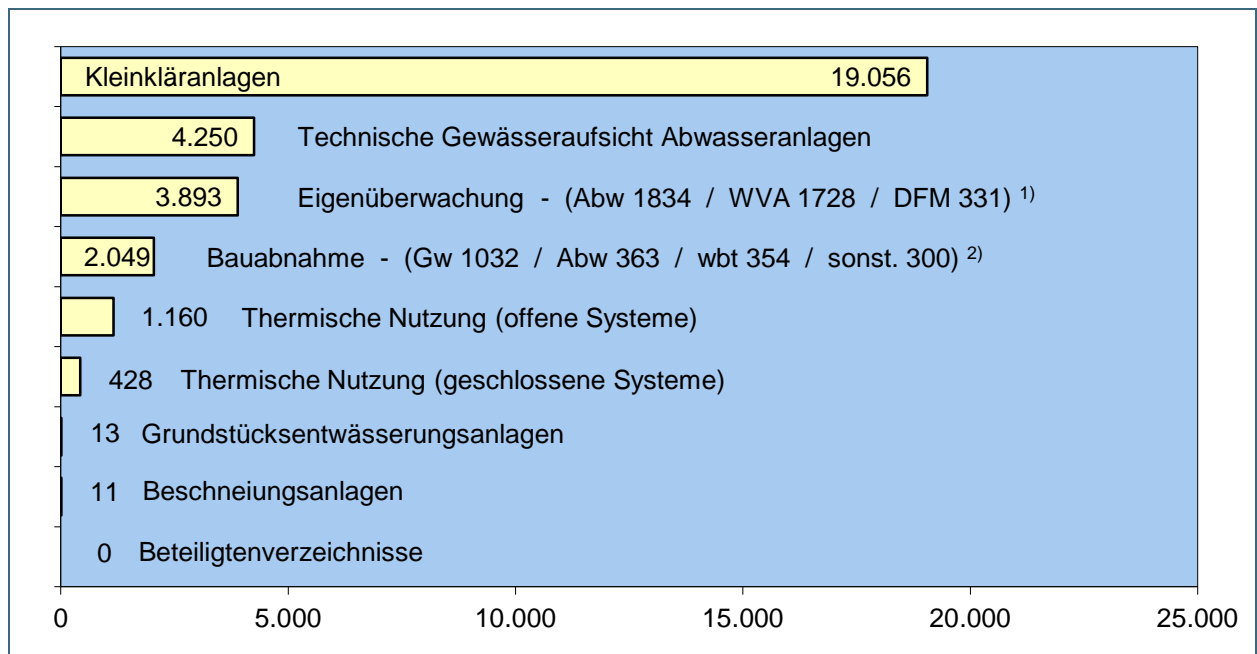 Kleinkläranlagen 19.056
4.250 Technische Gewässeraufsicht Abwasseranlagen
3.893 Eigenüberwachung - (Abw 1834 / WVA 1728 / DFM 331) 1)
2.049 Bauabnahme - (Gw 1032 / Abw 363 / wbt 354 / sonst. 300) 2)
1.160 Thermische Nutzung (offene Systeme)
428 Thermische Nutzung (geschlossene Systeme)
13 Grundstücksentwässerungsanlagen
11 Beschneiungsanlagen
0 Beteiligtenverzeichnisse
0 5.000 10.000 15.000 20.000 25.000